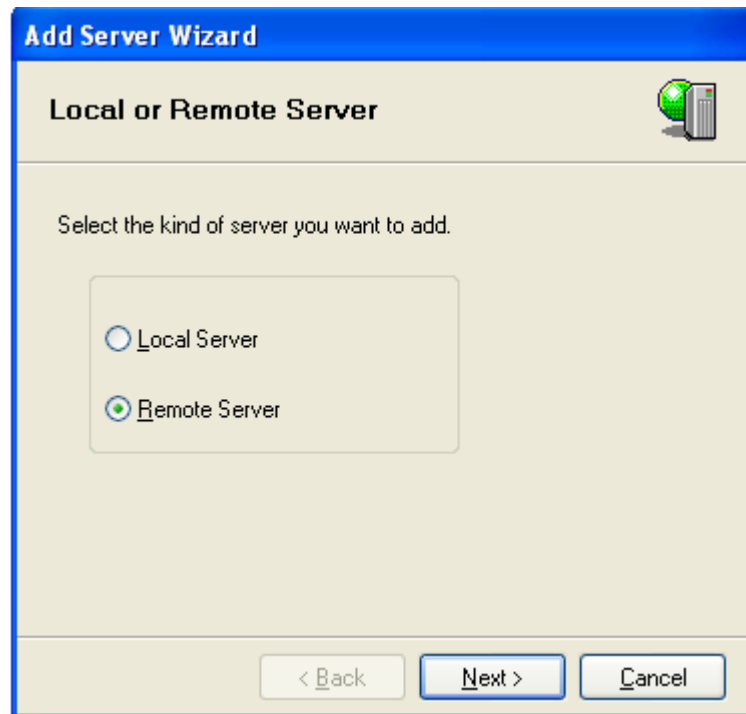 Add Server Wizard
Local or Remote Server
Select the kind of server you want to add.
Local Server
Remote Server
< Back Next > Cancel